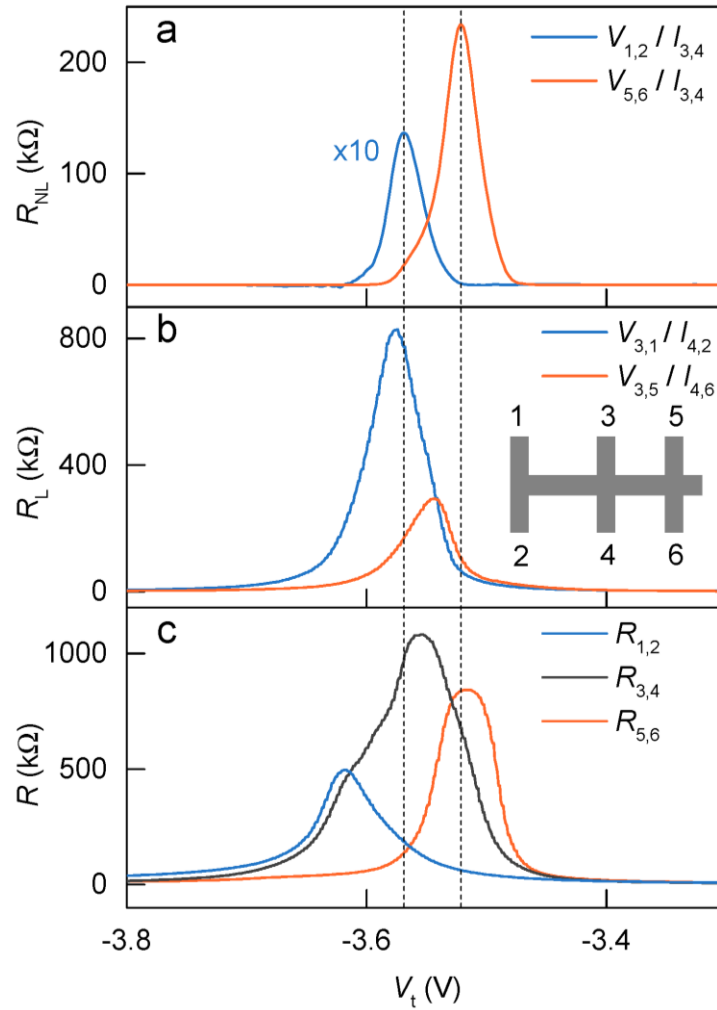 a
V1,2 / I3,4
V5,6 / I3,4
x10
200
100
0
RNL (kΩ)
b
V3,1 / I4,2
V3,5 / I4,6
800
400
0
RL (kΩ)
1 3 5
2 4 6
c
R1,2
R3,4
R5,6
1000
500
0
R (kΩ)
-3.8 -3.6 -3.4
Vt (V)